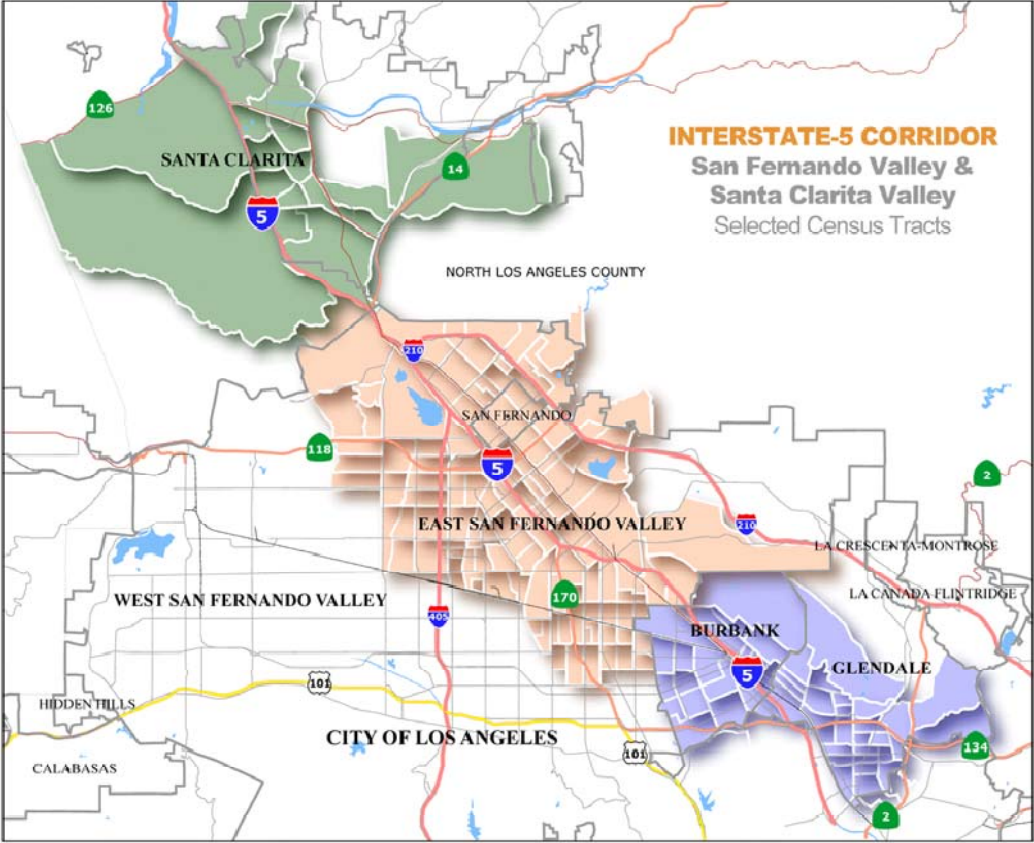 126
SANTA CLARITA
14
INTERSTATE-5 CORRIDOR
San Fernando Valley &
Santa Clarita Valley
Selected Census Tracts
5
NORTH LOS ANGELES COUNTY
210
SAN FERNANDO
118
5
2
EAST SAN FERNANDO VALLEY
210
LA CRESCENTA-MONTROSE
170
LA CANADA-FLINTRIDGE
WEST SAN FERNANDO VALLEY
405
BURBANK
GLENDALE
5
101
HIDDEN HILLS
CITY OF LOS ANGELES
134
101
CALABASAS
2